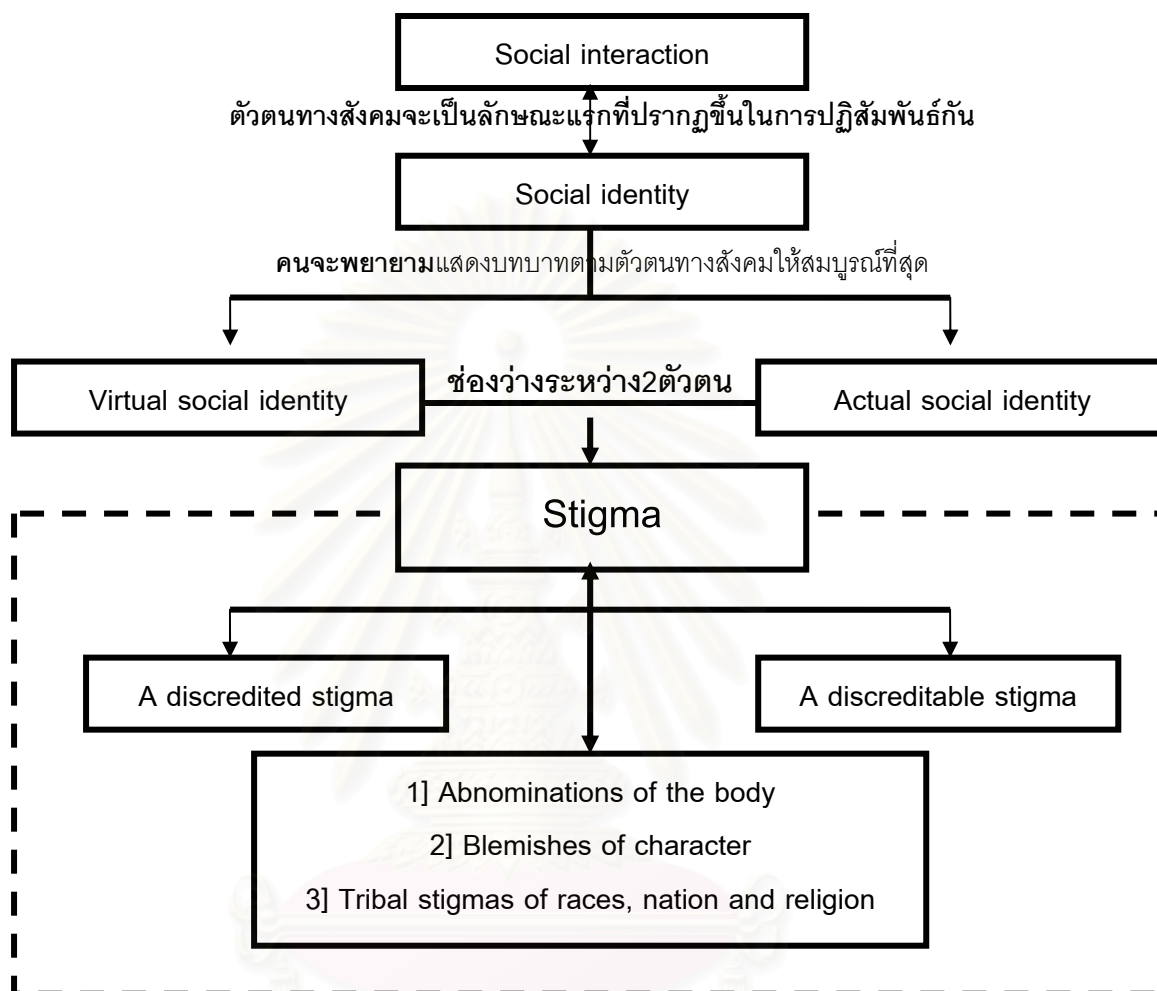 Social interaction
ตัวตนทางสังคมจะเป็นลักษณะแรกที่ปรากฏขึ้นในการปฏิสัมพันธ์กัน
Social identity
คนจะพยายามแสดงบทบาทตามตัวตนทางสังคมให้สมบูรณ์ที่สุด
Virtual social identity
ช่องว่างระหว่าง2ตัวตน
Actual social identity
Stigma
A discredited stigma
A discreditable stigma
1] Abnominations of the body
2] Blemishes of character
3] Tribal stigmas of races, nation and religion